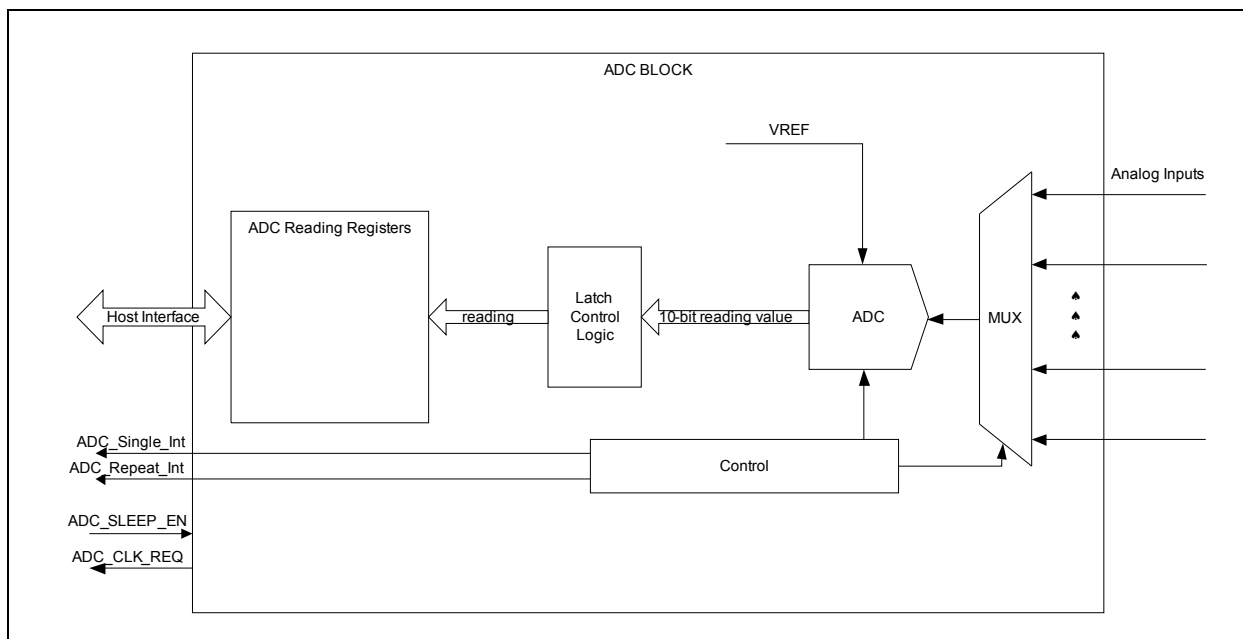 ADC BLOCK
VREF
Analog Inputs
ADC Reading Registers
Latch
Control
Logic
ADC
MUX
Host Interface
reading
10-bit reading value
ADC_Single_Int
ADC_Repeat_Int
Control
ADC_SLEEP_EN
ADC_CLK_REQ